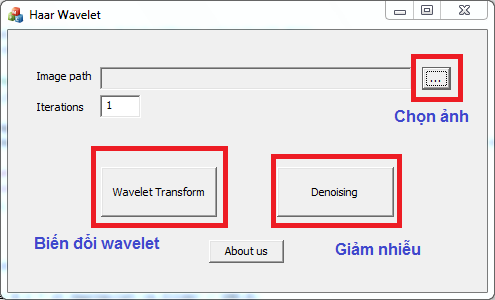 Haar Wavelet
Image path
...
Iterations
1
Chọn ảnh
Wavelet Transform
Denoising
Biến đổi wavelet
About us
Giảm nhiễu